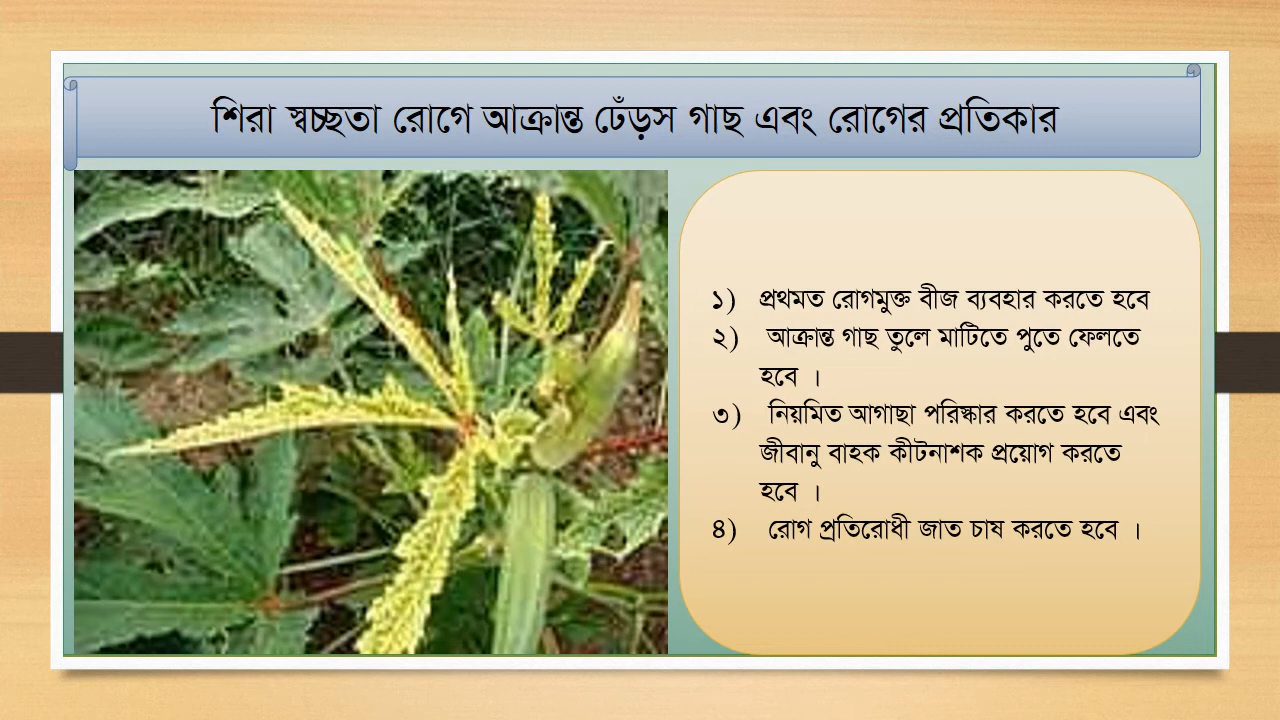 শিরা স্বচ্ছতা রোগে আক্রান্ত ঢেঁড়স গাছ এবং রোগের প্রতিকার
১) প্রথমত রোগমুক্ত বীজ ব্যবহার করতে হবে
২) আক্রান্ত গাছ তুলে মাটিতে পুতে ফেলতে
হবে ।
৩) নিয়মিত আগাছা পরিস্কার করতে হবে এবং
জীবানু বাহক কীটনাশক প্রয়োগ করতে
হবে ।
৪) রোগ প্রতিরোধী জাত চাষ করতে হবে ।